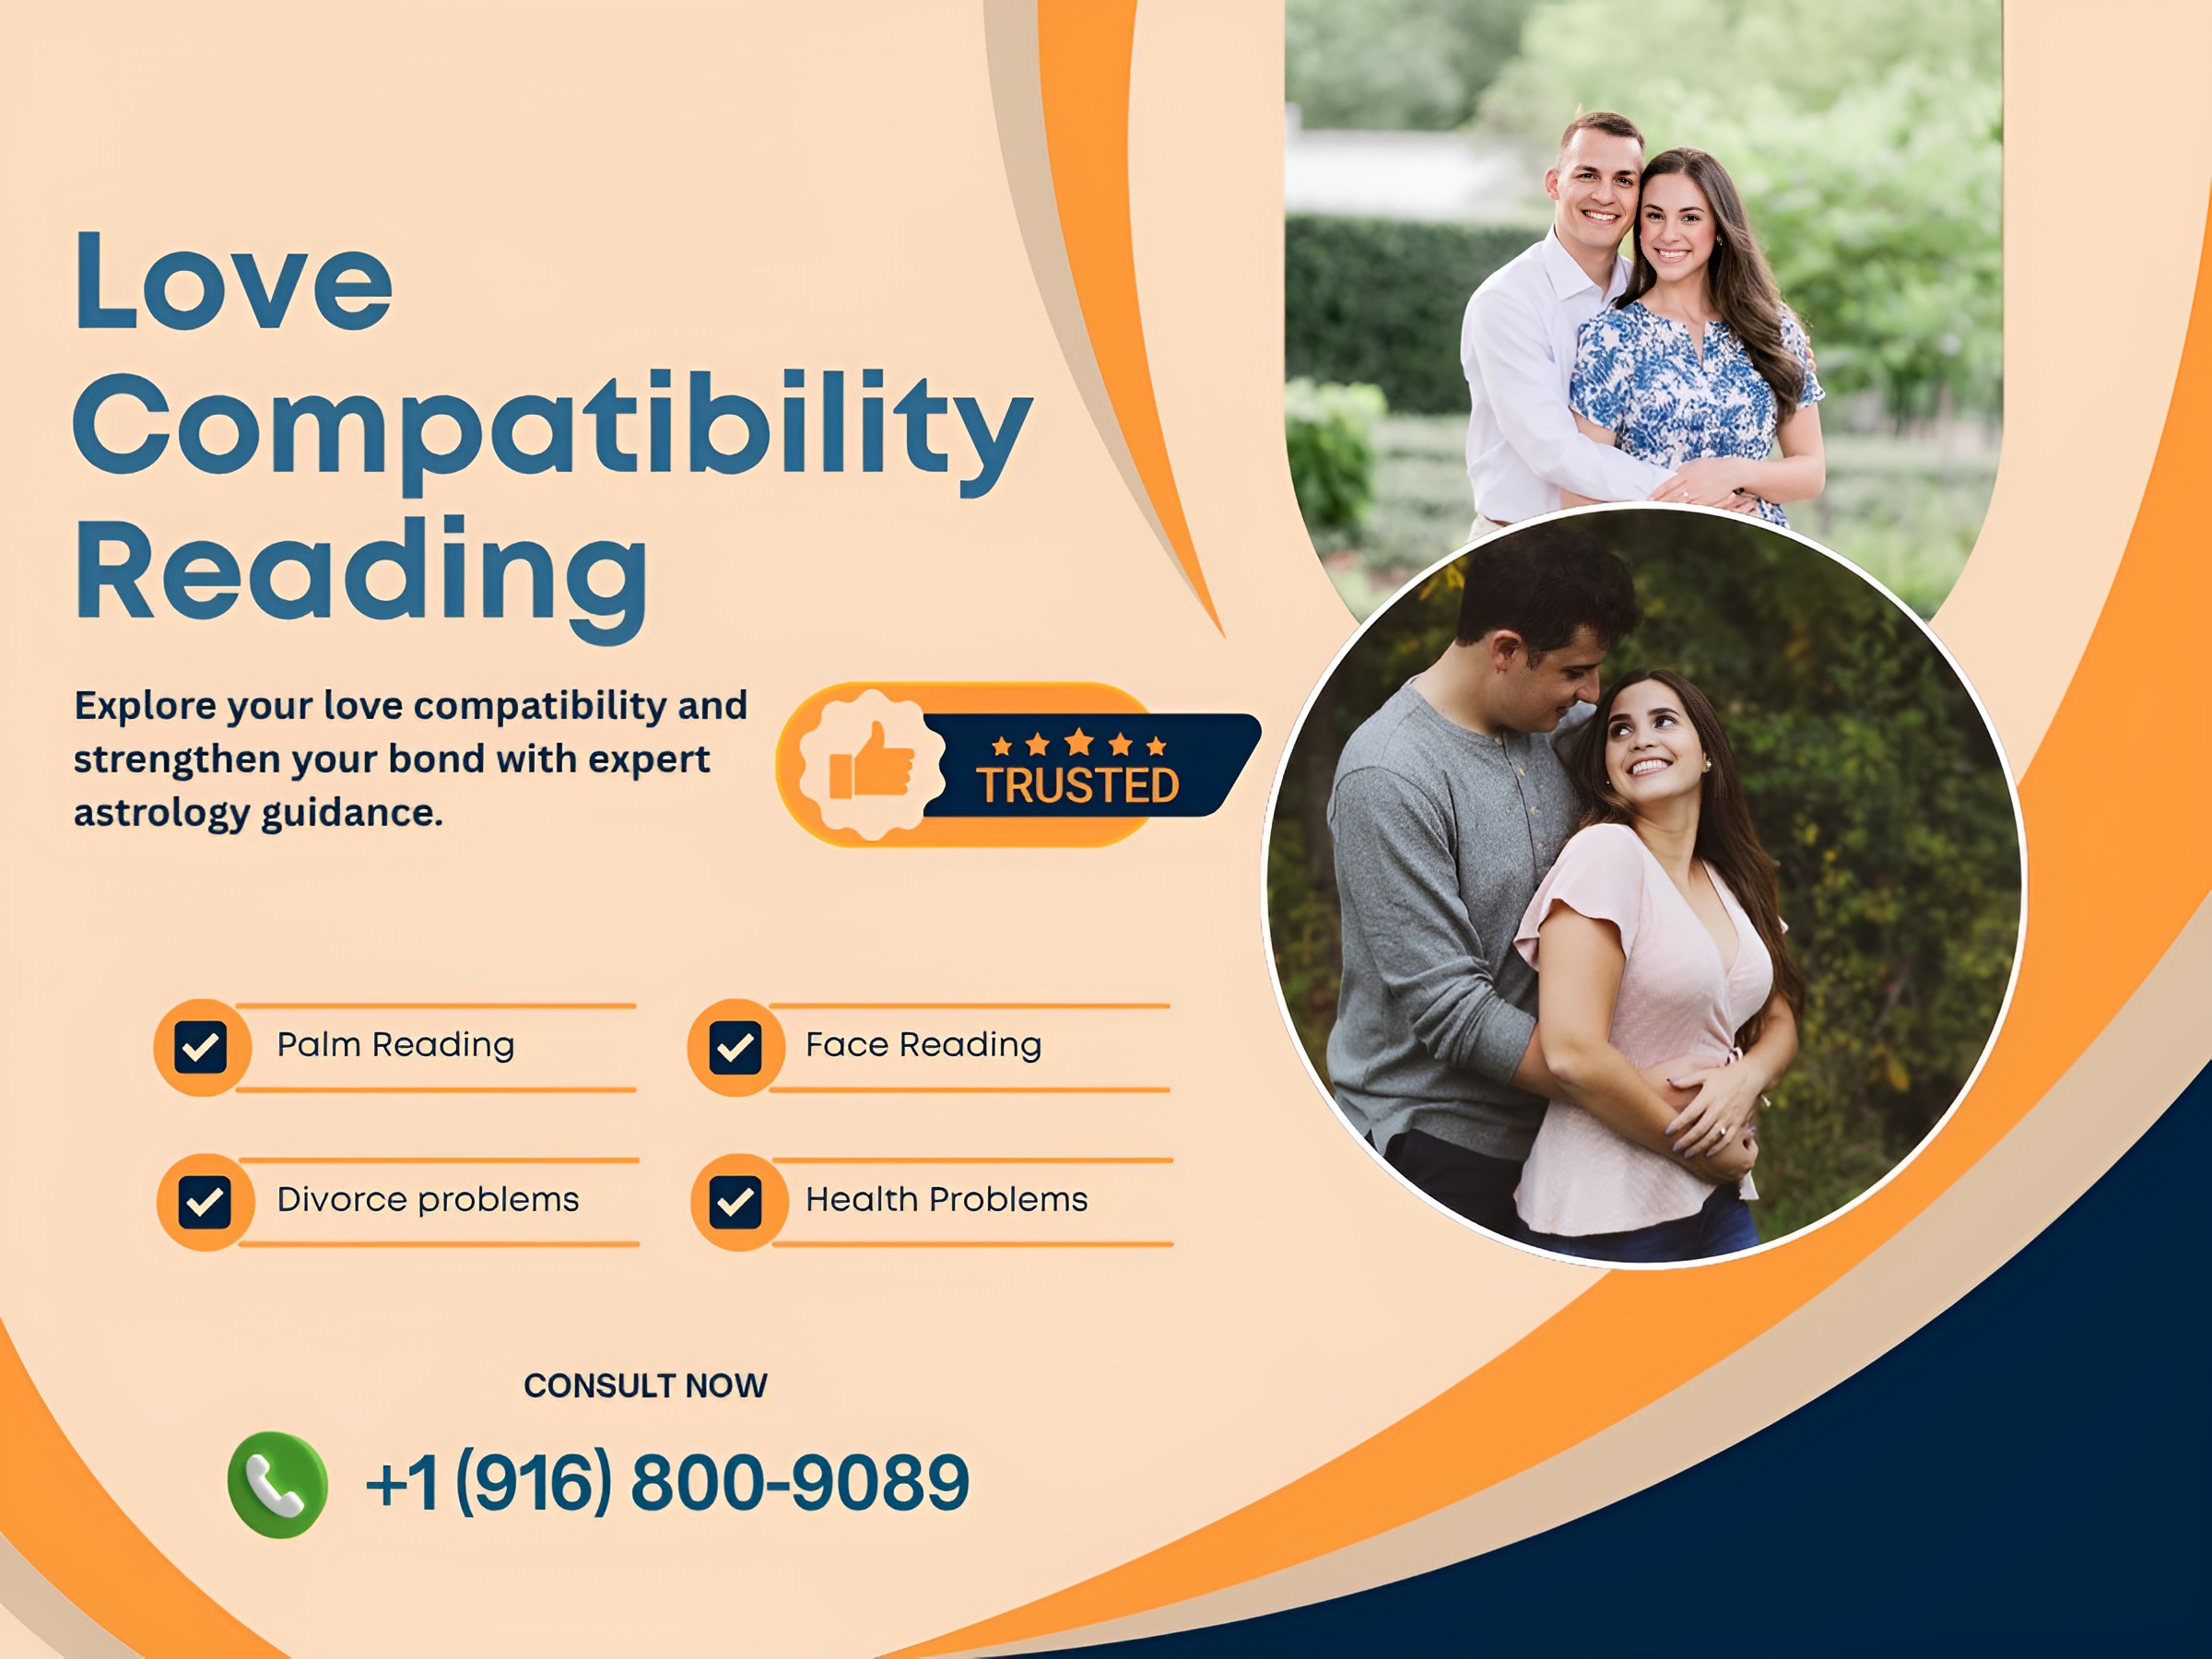 Love
Compatibility
Reading
Explore your love compatibility and
strengthen your bond with expert
astrology guidance.
TRUSTED
Palm Reading
Face Reading
Divorce problems
Health Problems
CONSULT NOW
+1 (916) 800-9089